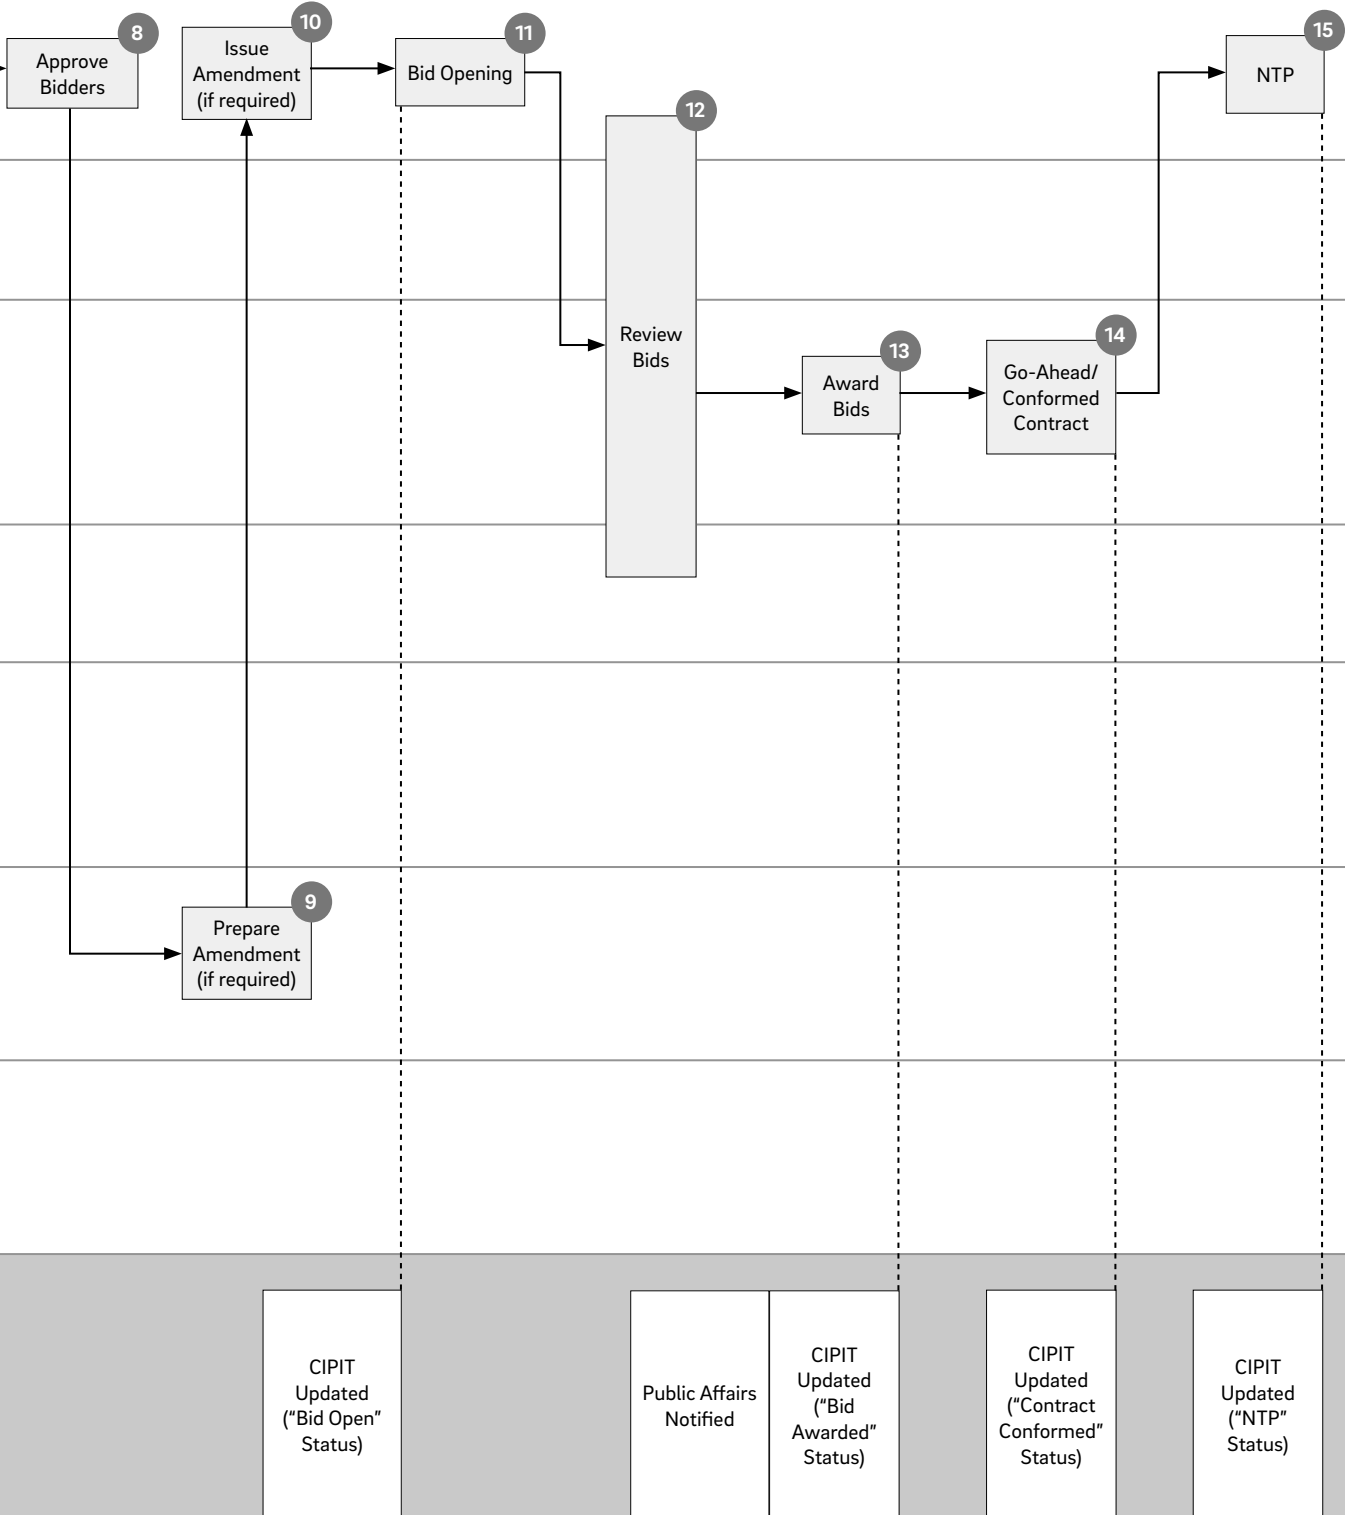 8
Approve
Bidders
10
Issue
Amendment
(if required)
11
Bid Opening
12
Review
Bids
13
Award
Bids
14
Go-Ahead/
Conformed
Contract
15
NTP
9
Prepare
Amendment
(if required)
CIPIT
Updated
(“Bid Open”
Status)
Public Affairs
Notified
CIPIT
Updated
(“Bid
Awarded”
Status)
CIPIT
Updated
(“Contract
Conformed”
Status)
CIPIT
Updated
(“NTP”
Status)